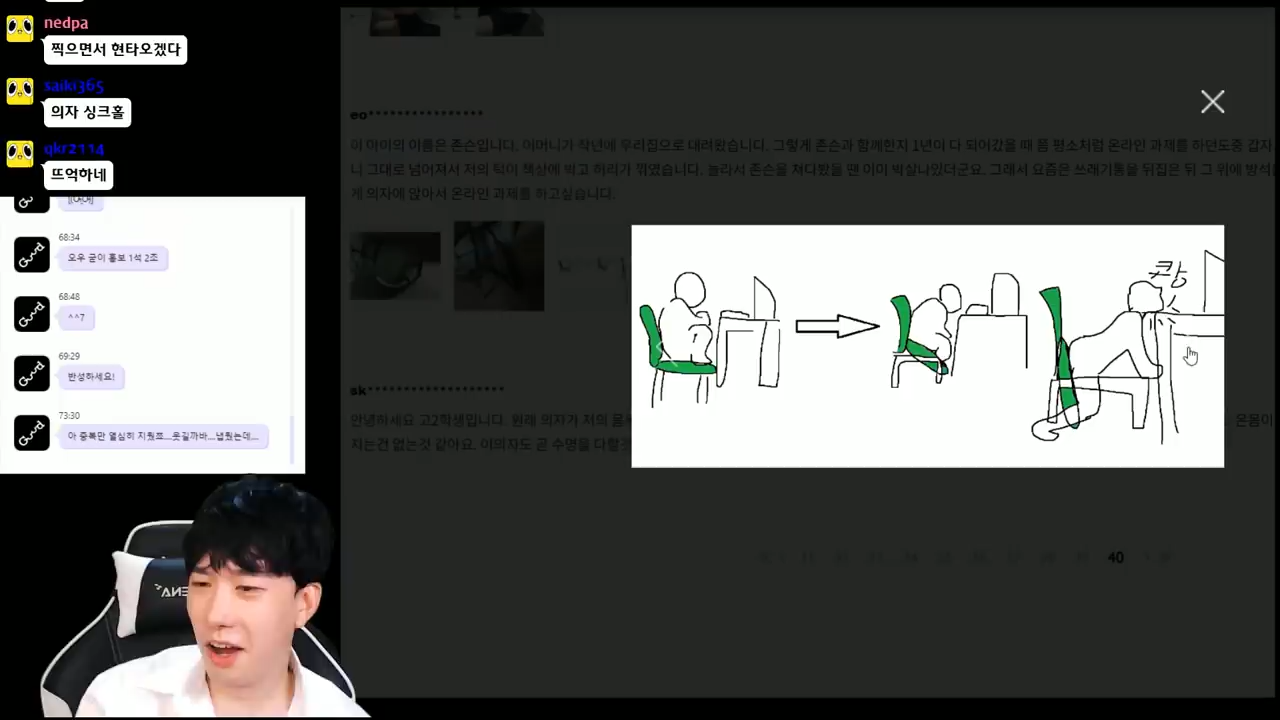 nedpa
찍으면서 현타오겠다
saiki365
의자 싱크홀
qkr2114
뜨억하네
68:34
오우 굳이 홍보 1석 2조
68:48
^^7
69:29
반성하세요!
73:30
아 중복만 열심히 지웠쯔....웃길까바....냅뒀는데....
eo****************
이 아이의 이름은 존슨입니다. 어머니가 작년에 우리집으로 데려왔습니다. 그렇게 존슨과 함께한지 1년이 다 되어갔을 때 쯤 평소처럼 온라인 과제를 하던도중 갑자
니 그대로 넘어져서 저의 턱이 책상에 박고 허리가 꺾였습니다. 놀라서 존슨을 쳐다봤을 땐 이미 박살나있더군요. 그래서 요즘은 쓰레기통을 뒤집은 뒤 그 위에 방석
게 의자에 앉아서 온라인 과제를 하고싶습니다.
쾅
sk******************
안녕하세요 고2학생입니다. 원래 의자가 저의 몸 온몸이
지는건 없는것 같아요. 이의자도 곧 수명을 다할
40